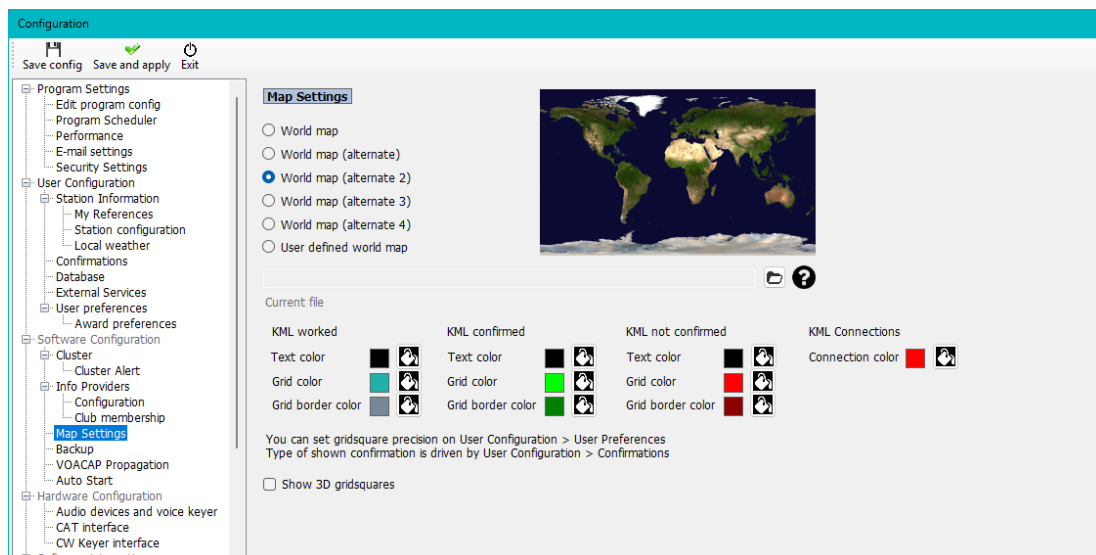 Configuration
Save config Save and apply Exit
Program Settings
Edit program config
Program Scheduler
Performance
E-mail settings
Security Settings
User Configuration
Station Information
My References
Station configuration
Local weather
Confirmations
Database
External Services
User preferences
Award preferences
Software Configuration
Cluster
Cluster Alert
Info Providers
Configuration
Club membership
Map Settings
Backup
VOACAP Propagation
Auto Start
Hardware Configuration
Audio devices and voice keyer
CAT interface
CW Keyer interface
Map Settings
World map
World map (alternate)
World map (alternate 2)
World map (alternate 3)
World map (alternate 4)
User defined world map
?
Current file
KML worked KML confirmed KML not confirmed KML Connections
Text color Text color Text color Connection color
Grid color Grid color Grid color
Grid border color Grid border color Grid border color
You can set gridsquare precision on User Configuration > User Preferences
Type of shown confirmation is driven by User Configuration > Confirmations
Show 3D gridsquares